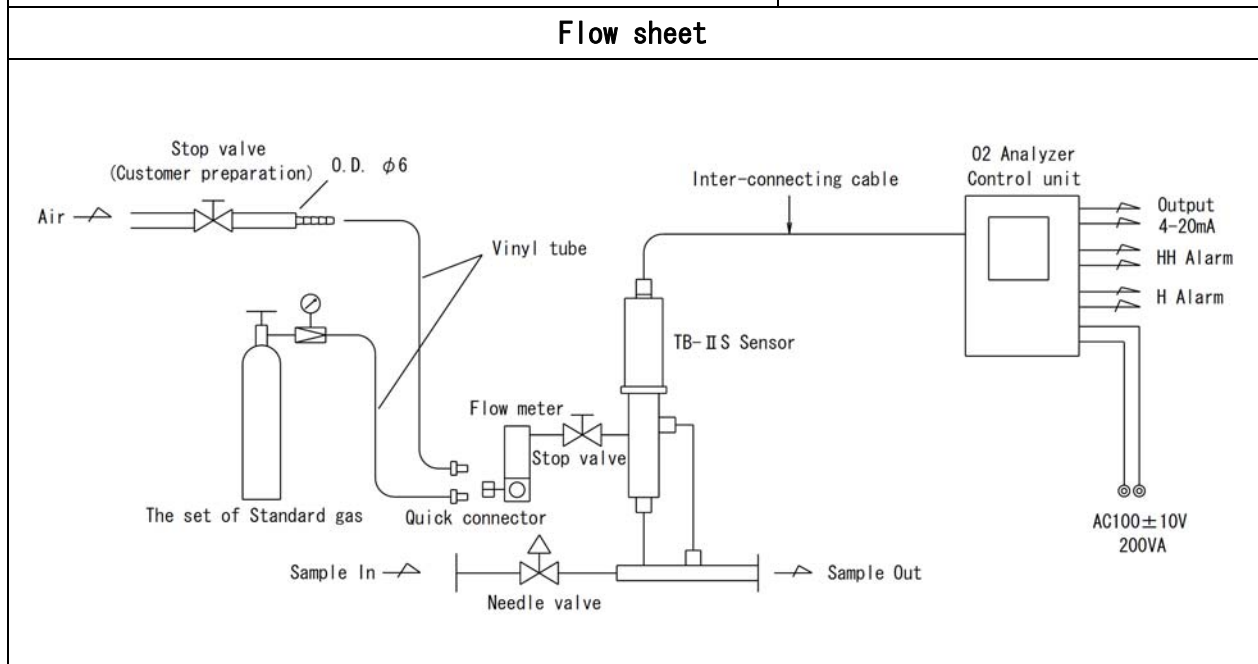 Flow sheet
Stop valve
(Customer preparation)
O.D. φ6
Air
Vinyl tube
Inter-connecting cable
O2 Analyzer
Control unit
Output
4-20mA
HH Alarm
H Alarm
TB-ⅡS Sensor
Flow meter
Stop valve
The set of Standard gas
Quick connector
AC100±10V
200VA
Sample In
Sample Out
Needle valve